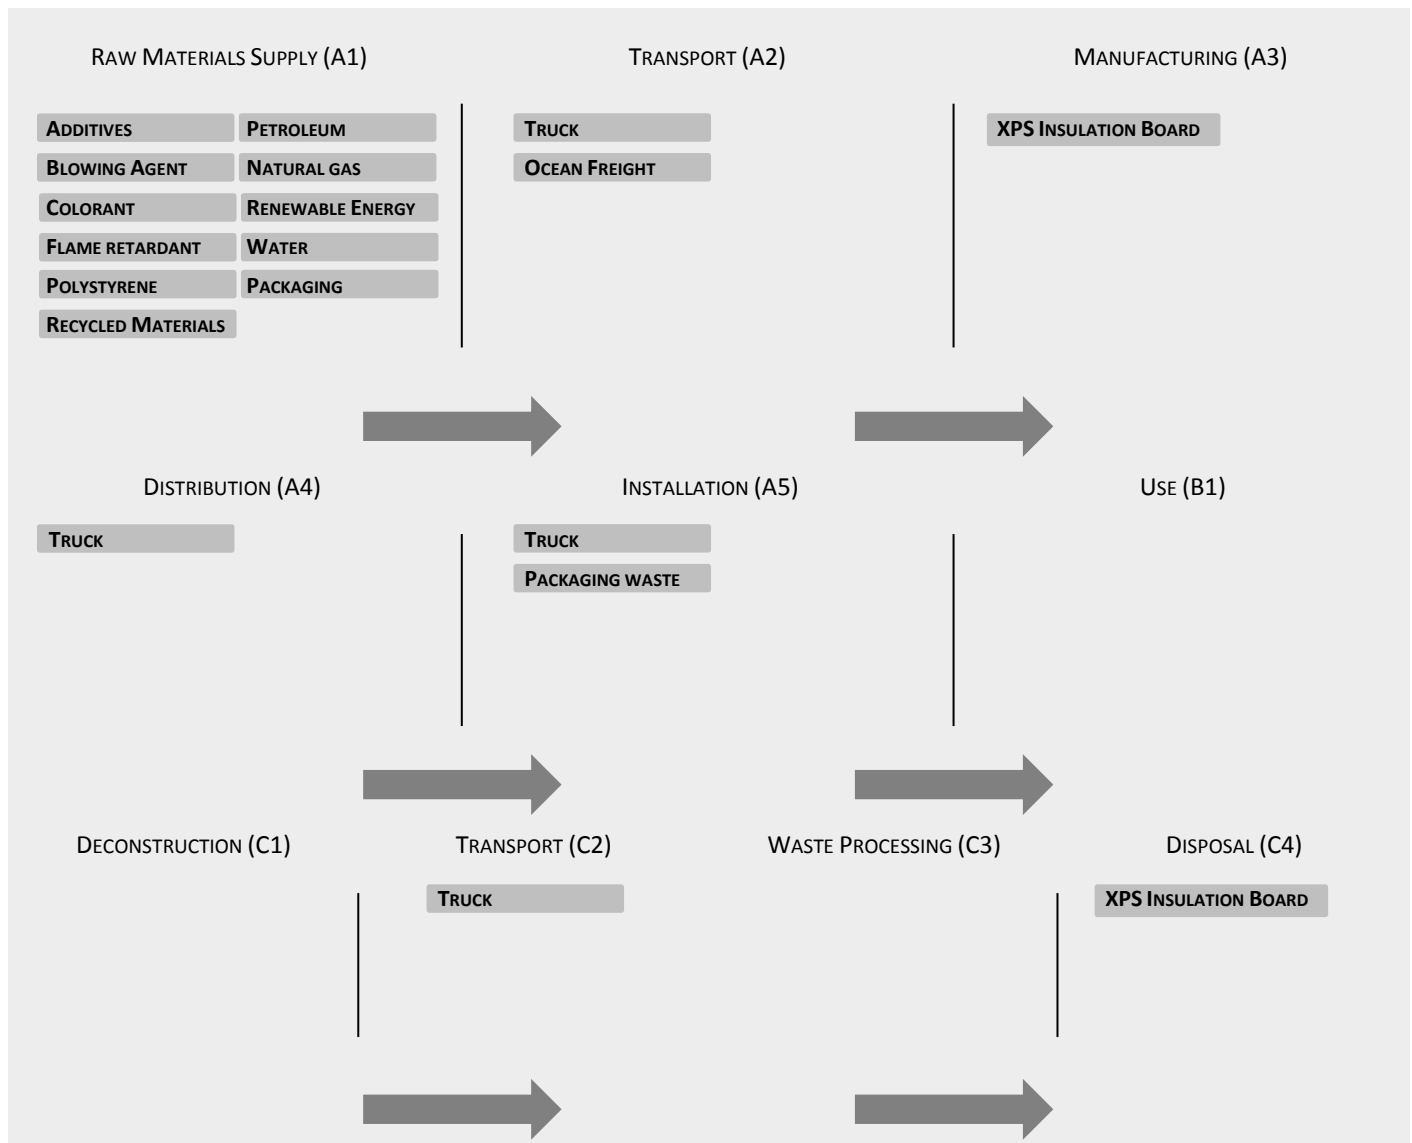 Raw Materials Supply (A1)
Transport (A2)
Manufacturing (A3)
Additives
Petroleum
Truck
XPS Insulation Board
Blowing Agent
Natural gas
Ocean Freight
Colorant
Renewable Energy
Flame retardant
Water
Polystyrene
Packaging
Recycled Materials
Distribution (A4)
Installation (A5)
Use (B1)
Truck
Truck
Packaging waste
Deconstruction (C1)
Transport (C2)
Waste Processing (C3)
Disposal (C4)
Truck
XPS Insulation Board